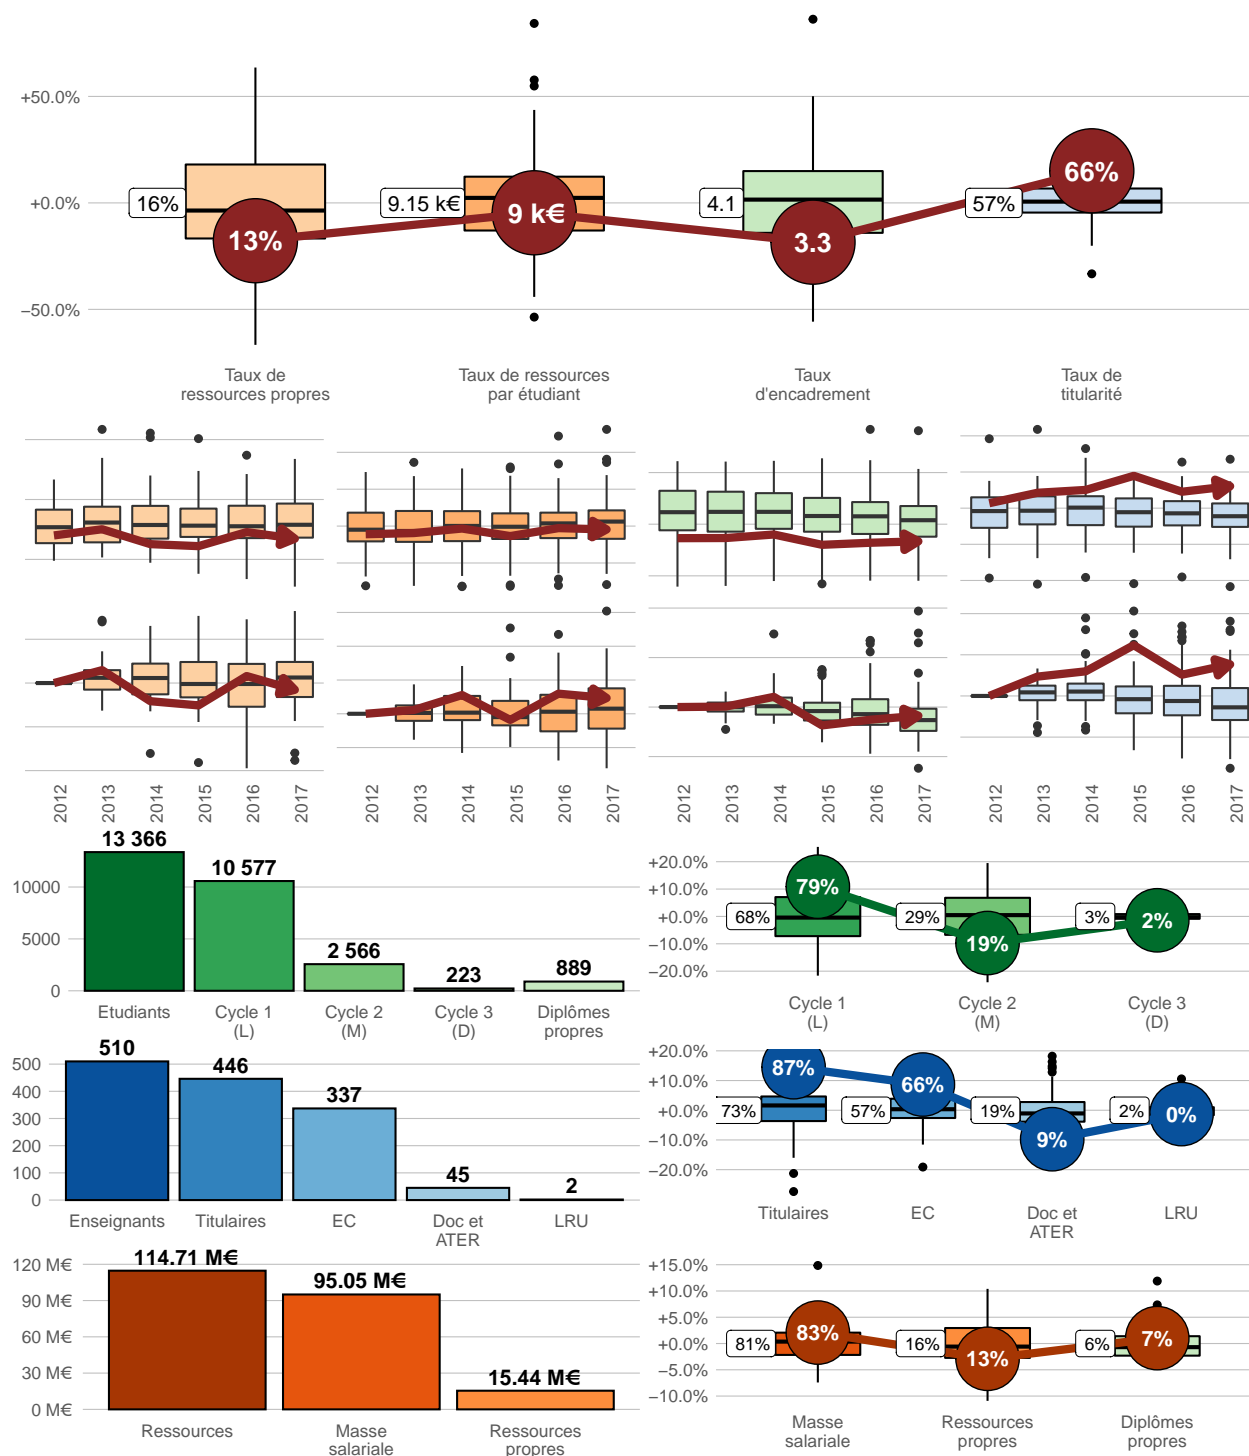 +50.0%
+0.0%
−50.0%
16%
13%
9.15 k€
9 k€
4.1
3.3
57%
66%
Taux de
ressources propres
Taux de ressources
par étudiant
Taux
d'encadrement
Taux de
titularité
2012
2013
2014
2015
2016
2017
2012
2013
2014
2015
2016
2017
2012
2013
2014
2015
2016
2017
2012
2013
2014
2015
2016
2017
10000
5000
0
13 366
10 577
2 566
223
889
Etudiants
Cycle 1
(L)
Cycle 2
(M)
Cycle 3
(D)
Diplômes
propres
+20.0%
+10.0%
+0.0%
−10.0%
−20.0%
68%
79%
29%
19%
3%
2%
Cycle 1
(L)
Cycle 2
(M)
Cycle 3
(D)
500
400
300
200
100
0
510
446
337
45
2
Enseignants
Titulaires
EC
Doc et
ATER
LRU
+20.0%
+10.0%
+0.0%
−10.0%
−20.0%
73%
87%
57%
66%
19%
9%
2%
0%
Titulaires
EC
Doc et
ATER
LRU
120 M€
90 M€
60 M€
30 M€
0 M€
114.71 M€
95.05 M€
15.44 M€
Ressources
Masse
salariale
Ressources
propres
+15.0%
+10.0%
+5.0%
+0.0%
−5.0%
−10.0%
81%
83%
16%
13%
6%
7%
Masse
salariale
Ressources
propres
Diplômes
propres